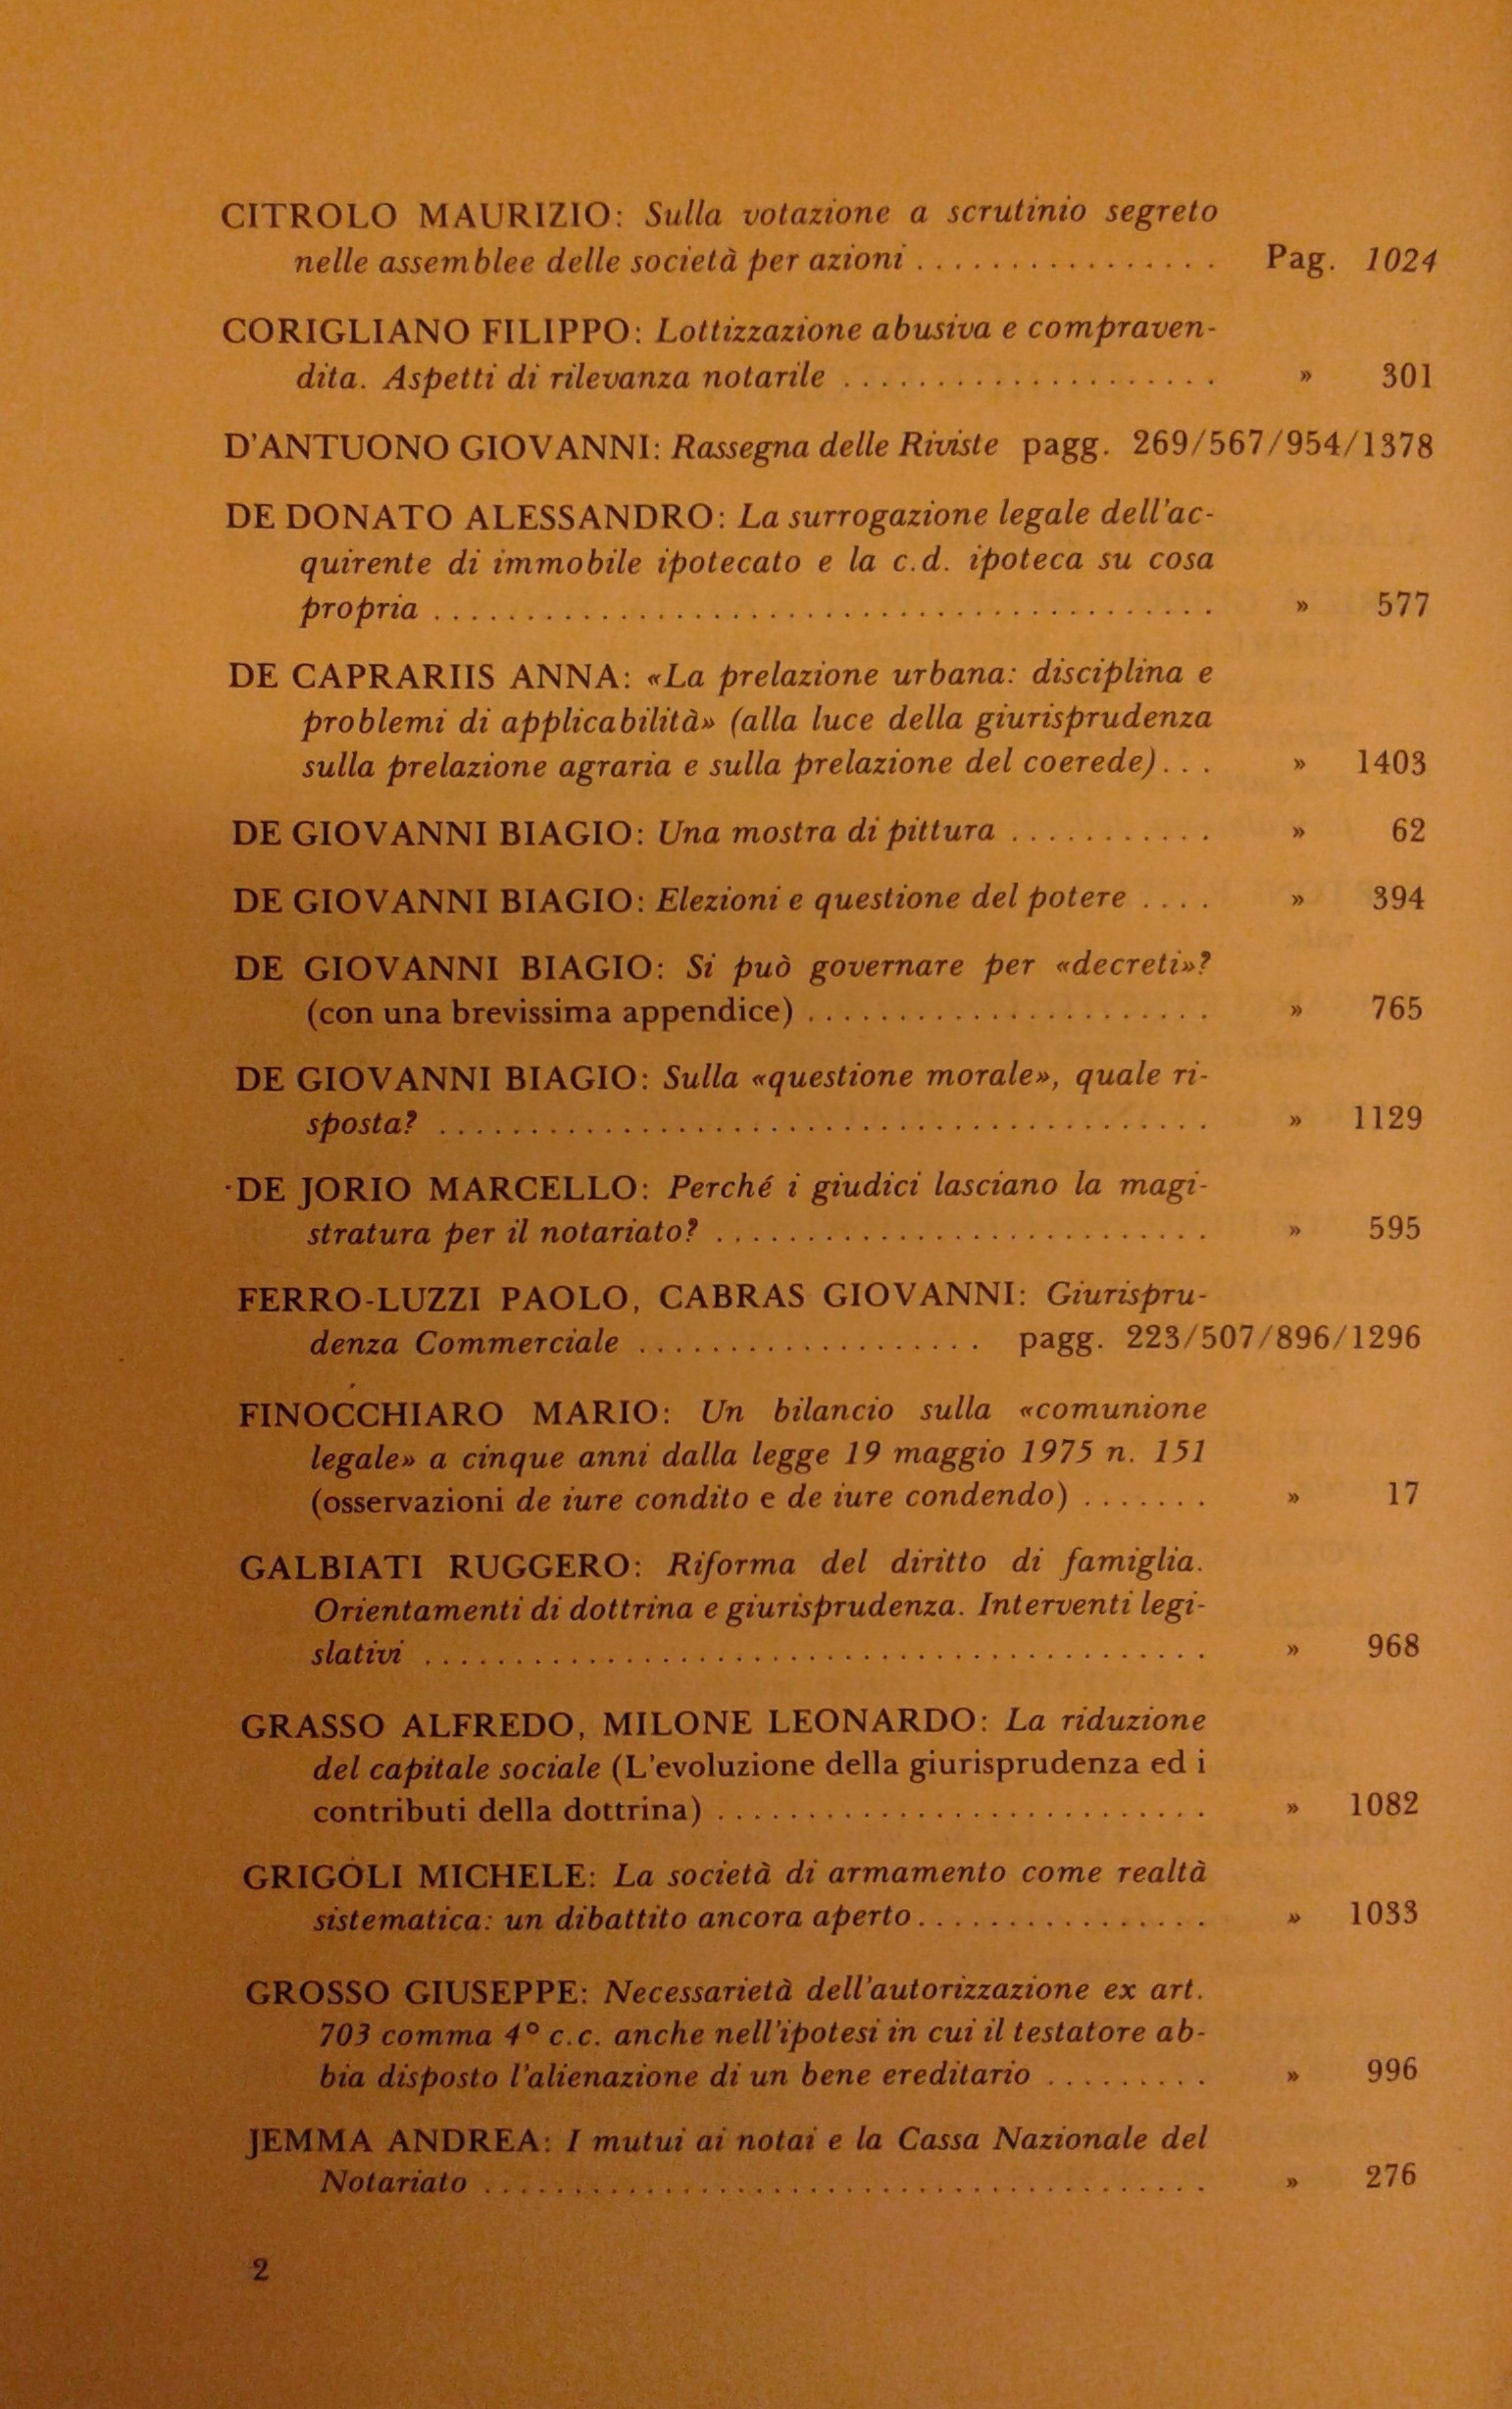 CITROLO MAURIZIO: Sulla votazione a scrutinio segreto
nelle assemblee delle società per azioni . . . . . . . . . . . . . . . . Pag. 1024
CORIGLIANO FILIPPO: Lottizzazione abusiva e compraven-
dita. Aspetti di rilevanza notarile . . . . . . . . . . . . . . . . . . . . » 301
D'ANTUONO GIOVANNI: Rassegna delle Riviste pagg. 269/567/954/1378
DE DONATO ALESSANDRO: La surrogazione legale dell'ac-
quirente di immobile ipotecato e la c.d. ipoteca su cosa
propria . . . . . . . . . . . . . . . . . . . . . . . . . . . . . . . . . . . . . . . . . . » 577
DE CAPRARIIS ANNA: «La prelazione urbana: disciplina e
problemi di applicabilità» (alla luce della giurisprudenza
sulla prelazione agraria e sulla prelazione del coerede) . . . » 1403
DE GIOVANNI BIAGIO: Una mostra di pittura . . . . . . . . . . . » 62
DE GIOVANNI BIAGIO: Elezioni e questione del potere . . . . » 394
DE GIOVANNI BIAGIO: Si può governare per «decreti»?
(con una brevissima appendice) . . . . . . . . . . . . . . . . . . . . . . » 765
DE GIOVANNI BIAGIO: Sulla «questione morale», quale ri-
sposta? . . . . . . . . . . . . . . . . . . . . . . . . . . . . . . . . . . . . . . . . . » 1129
DE JORIO MARCELLO: Perché i giudici lasciano la magi-
stratura per il notariato? . . . . . . . . . . . . . . . . . . . . . . . . . . . » 595
FERRO-LUZZI PAOLO, CABRAS GIOVANNI: Giurispru-
denza Commerciale . . . . . . . . . . . . . . . . . . . pagg. 223/507/896/1296
FINOCCHIARO MARIO: Un bilancio sulla «comunione
legale» a cinque anni dalla legge 19 maggio 1975 n. 151
(osservazioni de iure condito e de iure condendo) . . . . . . . » 17
GALBIATI RUGGERO: Riforma del diritto di famiglia.
Orientamenti di dottrina e giurisprudenza. Interventi legi-
slativi . . . . . . . . . . . . . . . . . . . . . . . . . . . . . . . . . . . . . . . . . . » 968
GRASSO ALFREDO, MILONE LEONARDO: La riduzione
del capitale sociale (L'evoluzione della giurisprudenza ed i
contributi della dottrina) . . . . . . . . . . . . . . . . . . . . . . . . . . . » 1082
GRIGOLI MICHELE: La società di armamento come realtà
sistematica: un dibattito ancora aperto . . . . . . . . . . . . . . . . » 1033
GROSSO GIUSEPPE: Necessarietà dell'autorizzazione ex art.
703 comma 4° c.c. anche nell'ipotesi in cui il testatore ab-
bia disposto l'alienazione di un bene ereditario . . . . . . . . . » 996
JEMMA ANDREA: I mutui ai notai e la Cassa Nazionale del
Notariato . . . . . . . . . . . . . . . . . . . . . . . . . . . . . . . . . . . . . . . » 276
2